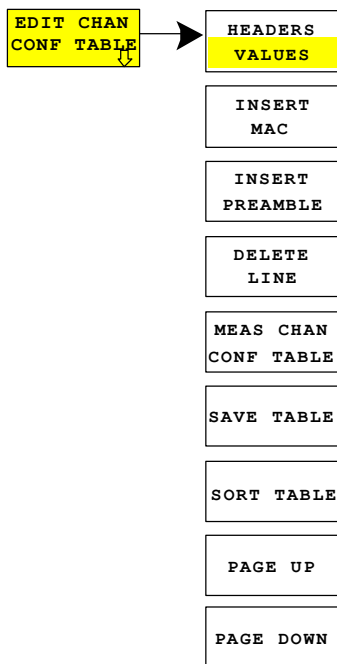 EDIT CHAN
CONF TABLE
HEADERS
VALUES
INSERT
MAC
INSERT
PREAMBLE
DELETE
LINE
MEAS CHAN
CONF TABLE
SAVE TABLE
SORT TABLE
PAGE UP
PAGE DOWN